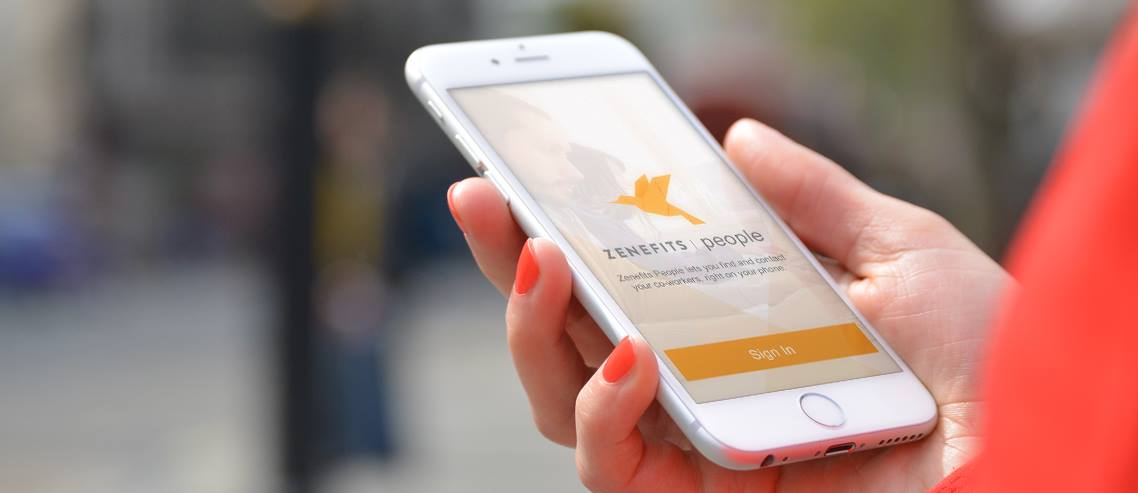 ZENEFITS | people
Zenefits People lets you find and contact
your co-workers, right on your phone.
Sign In